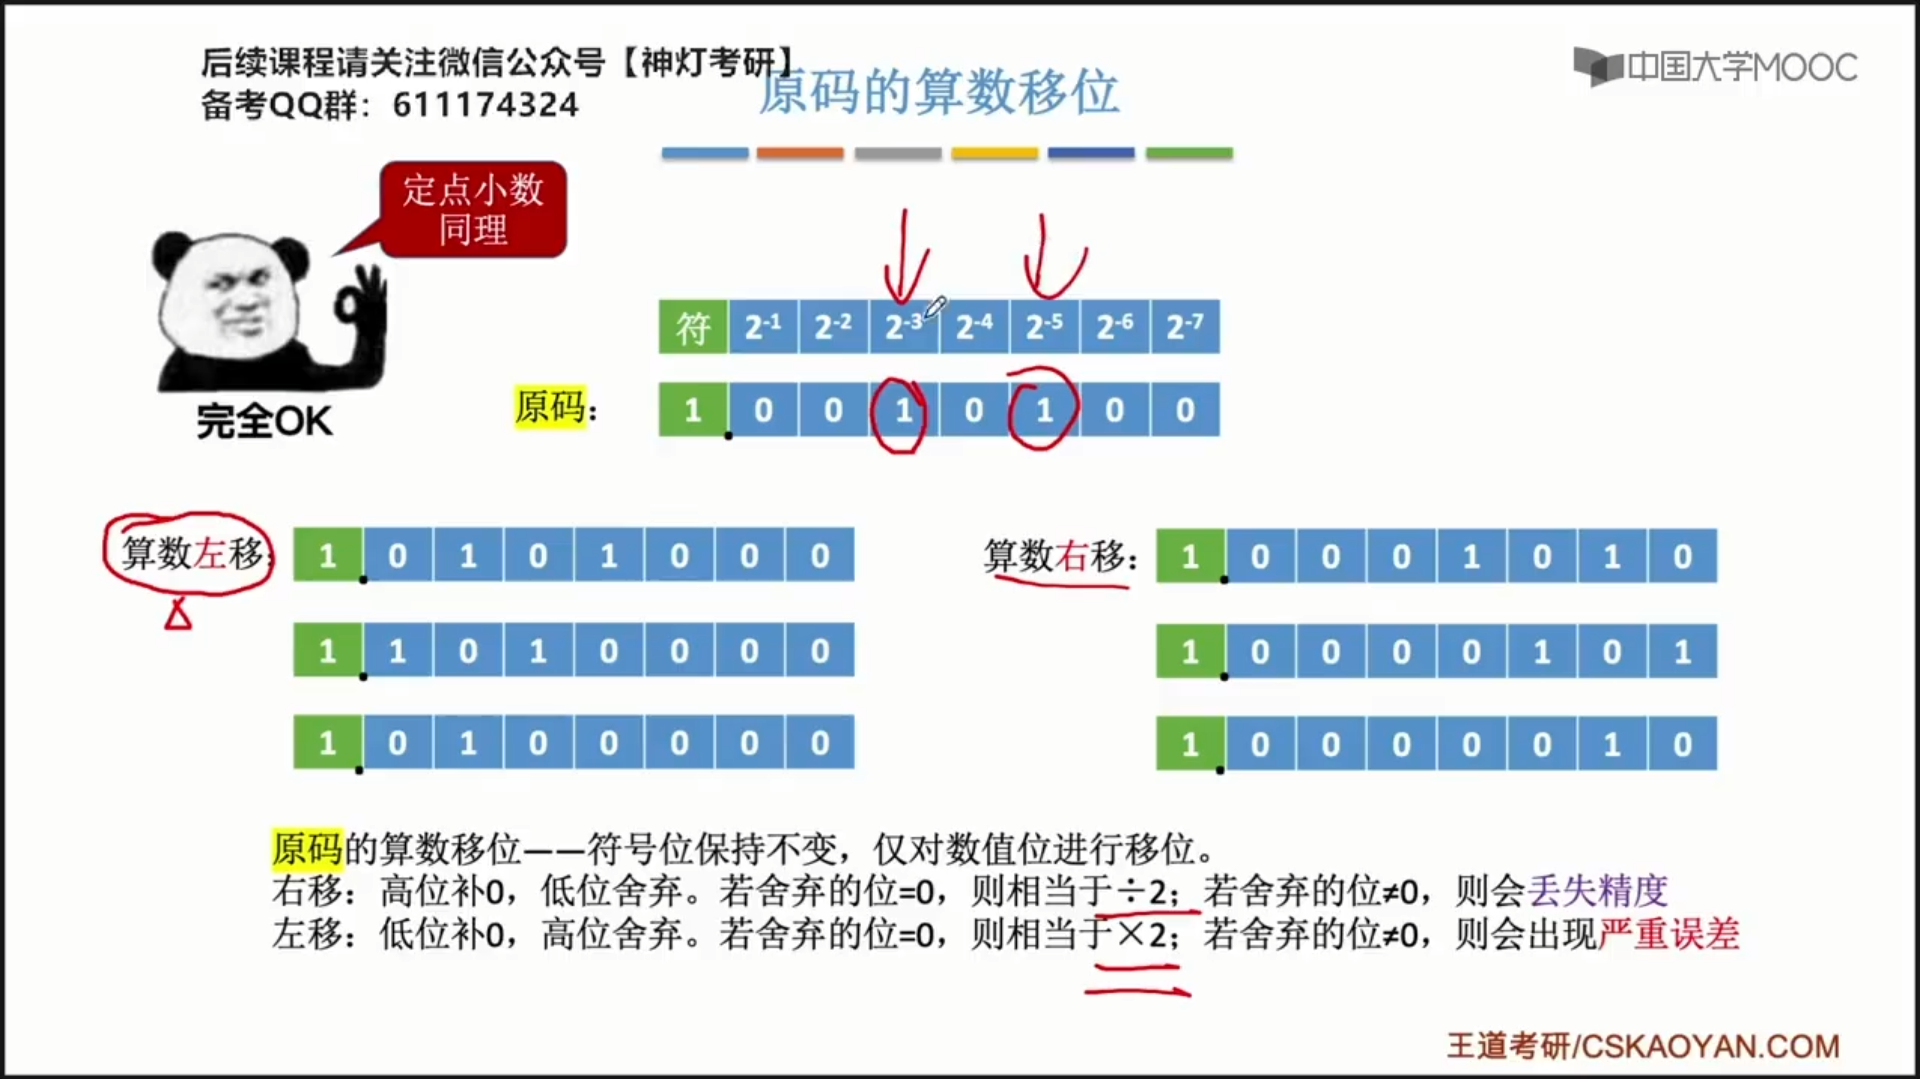 后续课程请关注微信公众号【神灯考研】
备考QQ群：611174324
中国大学MOOC
原码的算数移位
定点小数
同理
完全OK
符 2⁻¹ 2⁻² 2⁻³ 2⁻⁴ 2⁻⁵ 2⁻⁶ 2⁻⁷
原码： 1 . 0 0 1 0 1 0 0
算数左移： 1 . 0 1 0 1 0 0 0
1 . 1 0 1 0 0 0 0
1 . 0 1 0 0 0 0 0
算数右移： 1 . 0 0 0 1 0 1 0
1 . 0 0 0 0 1 0 1
1 . 0 0 0 0 0 1 0
原码的算数移位——符号位保持不变，仅对数值位进行移位。
右移：高位补0，低位舍弃。若舍弃的位=0，则相当于÷2；若舍弃的位≠0，则会丢失精度
左移：低位补0，高位舍弃。若舍弃的位=0，则相当于×2；若舍弃的位≠0，则会出现严重误差
王道考研/CSKAOYAN.COM